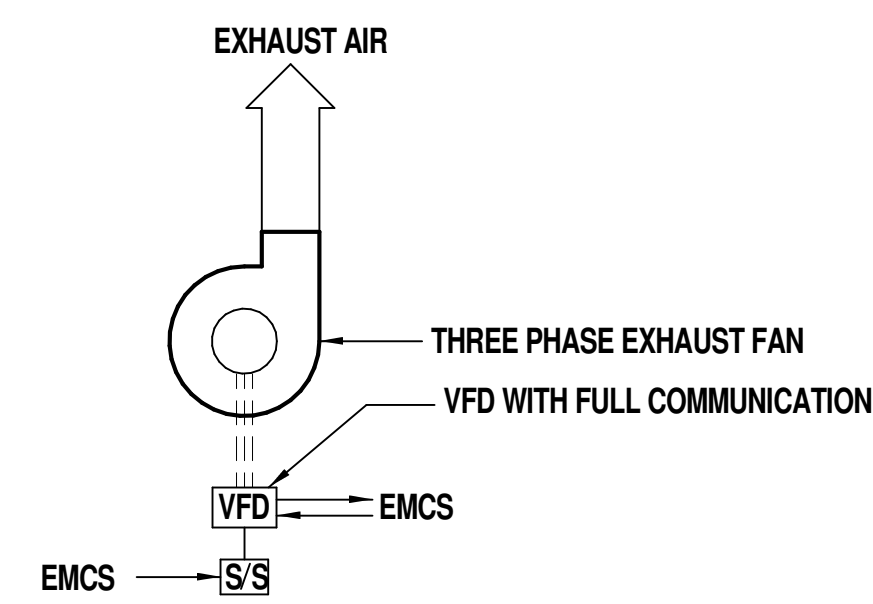 EXHAUST AIR
THREE PHASE EXHAUST FAN
VFD WITH FULL COMMUNICATION
VFD
EMCS
EMCS
S/S